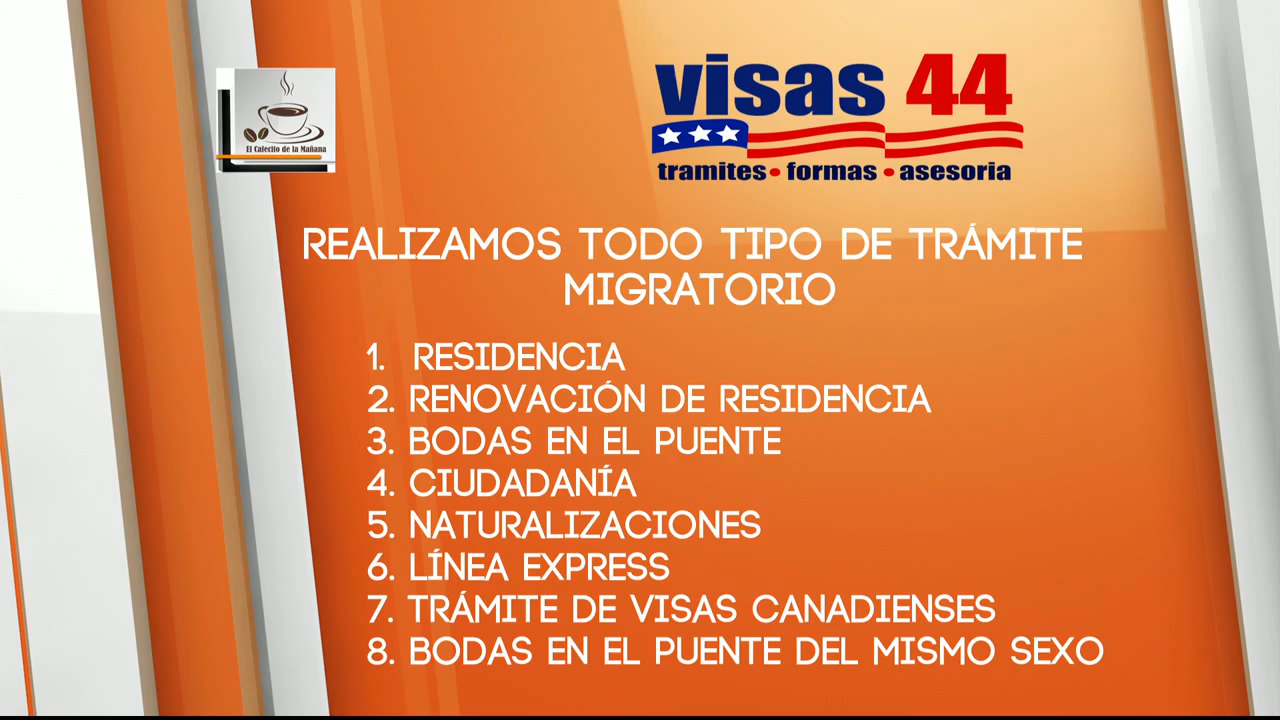 El Cafecito de la Mañana
visas 44
tramites • formas • asesoria
REALIZAMOS TODO TIPO DE TRÁMITE
MIGRATORIO
1. RESIDENCIA
2. RENOVACIÓN DE RESIDENCIA
3. BODAS EN EL PUENTE
4. CIUDADANÍA
5. NATURALIZACIONES
6. LÍNEA EXPRESS
7. TRÁMITE DE VISAS CANADIENSES
8. BODAS EN EL PUENTE DEL MISMO SEXO